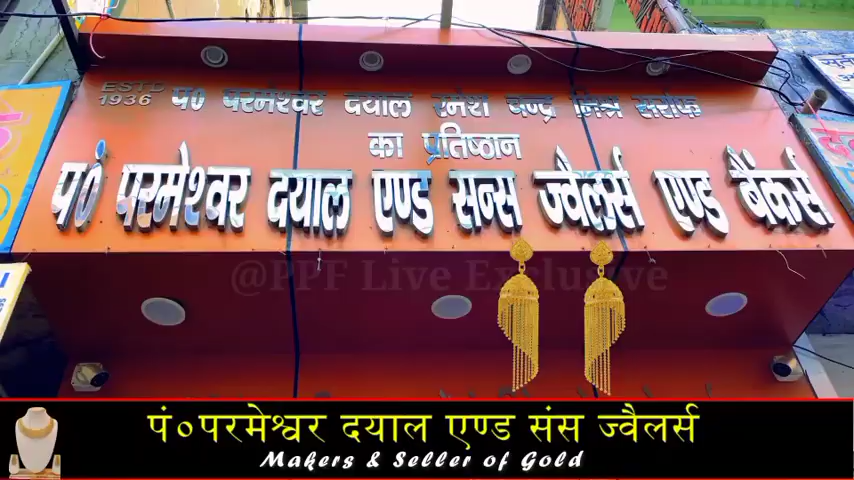 ESTD
1936
पं० परमेश्वर दयाल रमेश चन्द्र मिश्र सराफ
का प्रतिष्ठान
पं० परमेश्वर दयाल एण्ड सन्स ज्वैलर्स एण्ड बैंकर्स
@PPF Live Exclusive
पं०परमेश्वर दयाल एण्ड संस ज्वैलर्स
Makers & Seller of Gold